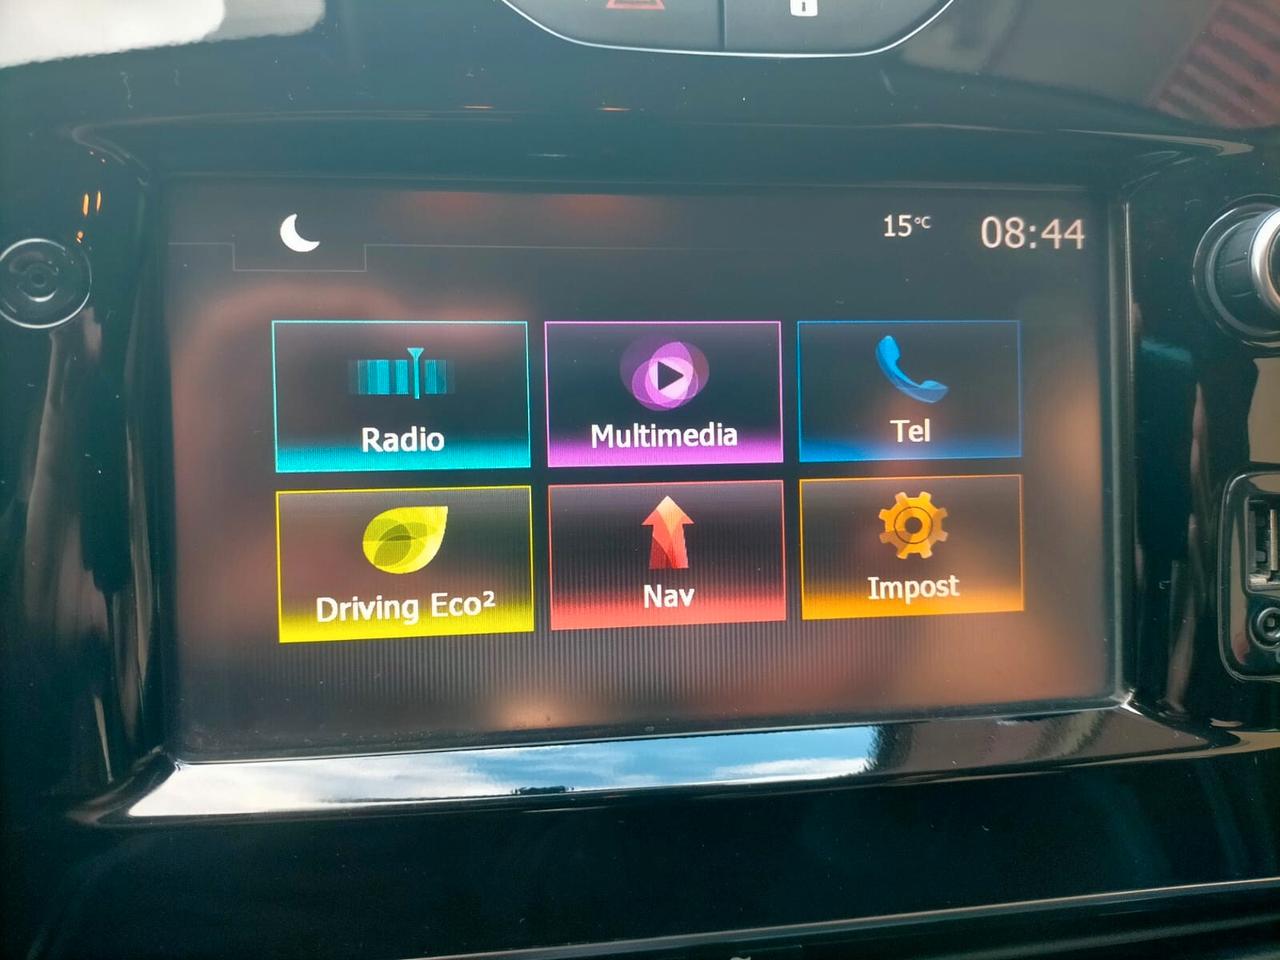 15°C 08:44
Radio Multimedia Tel
Driving Eco² Nav Impost